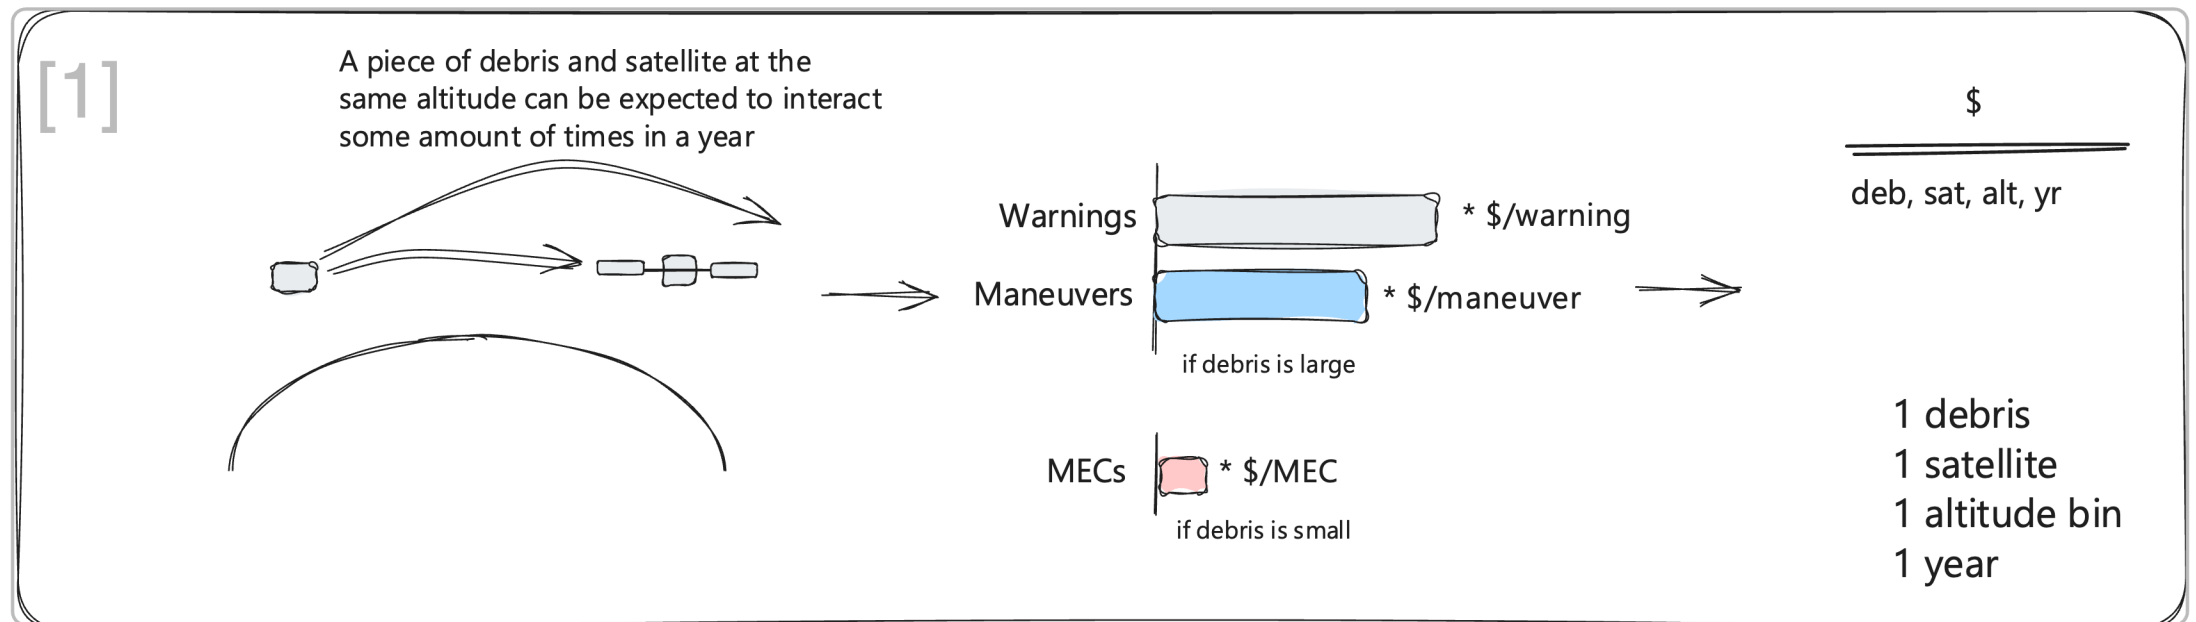 [1]
A piece of debris and satellite at the
same altitude can be expected to interact
some amount of times in a year
Warnings * $/warning
Maneuvers * $/maneuver
if debris is large
MECs * $/MEC
if debris is small
$
deb, sat, alt, yr
1 debris
1 satellite
1 altitude bin
1 year